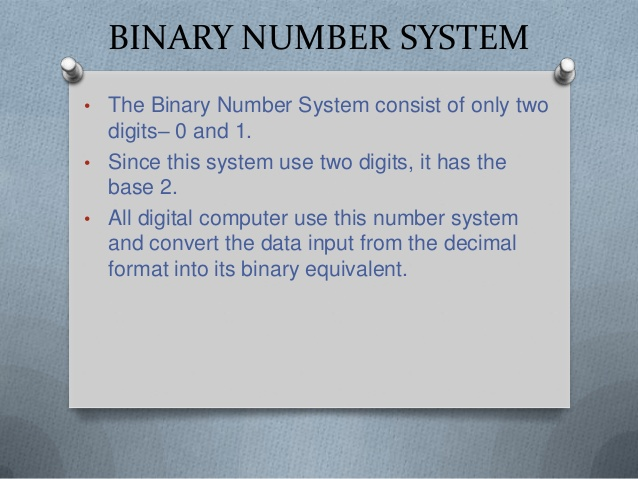 BINARY NUMBER SYSTEM
• The Binary Number System consist of only two
digits– 0 and 1.
• Since this system use two digits, it has the
base 2.
• All digital computer use this number system
and convert the data input from the decimal
format into its binary equivalent.